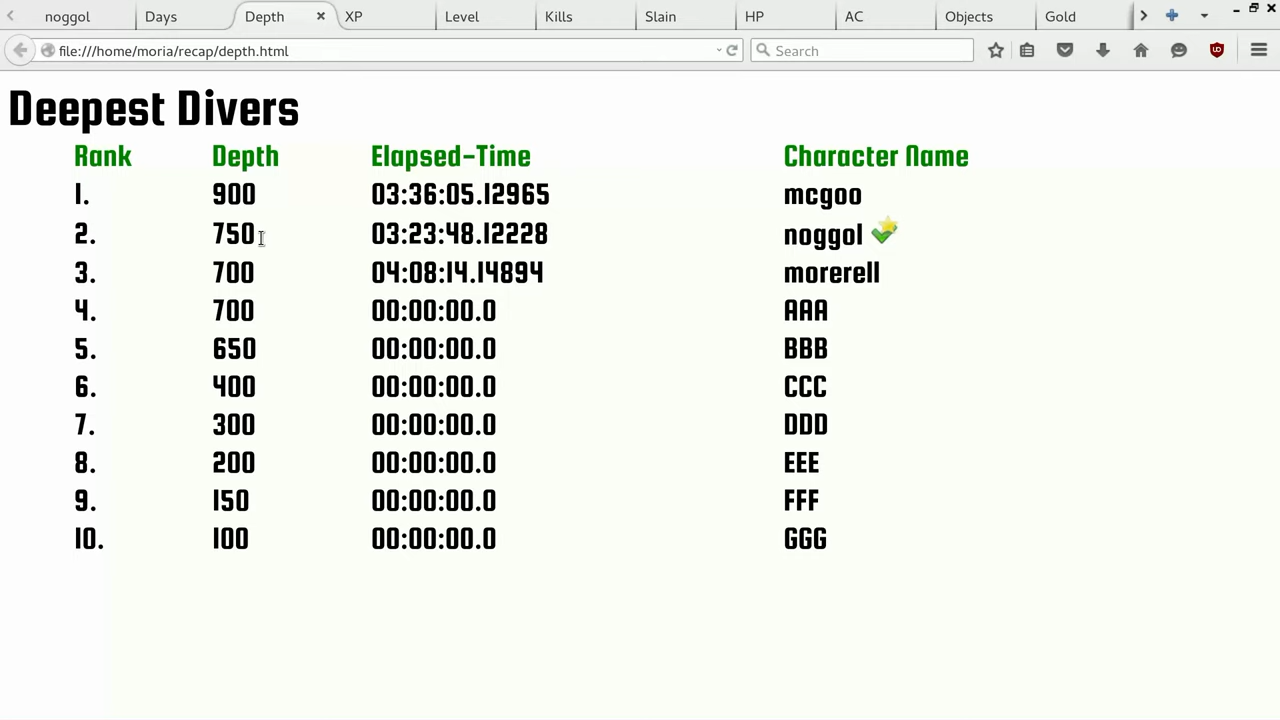 noggol Days Depth XP Level Kills Slain HP AC Objects Gold
file:///home/moria/recap/depth.html Search
Deepest Divers
Rank Depth Elapsed-Time Character Name
1. 900 03:36:05.12965 mcgoo
2. 750 03:23:48.12228 noggol
3. 700 04:08:14.14894 morerell
4. 700 00:00:00.0 AAA
5. 650 00:00:00.0 BBB
6. 400 00:00:00.0 CCC
7. 300 00:00:00.0 DDD
8. 200 00:00:00.0 EEE
9. 150 00:00:00.0 FFF
10. 100 00:00:00.0 GGG